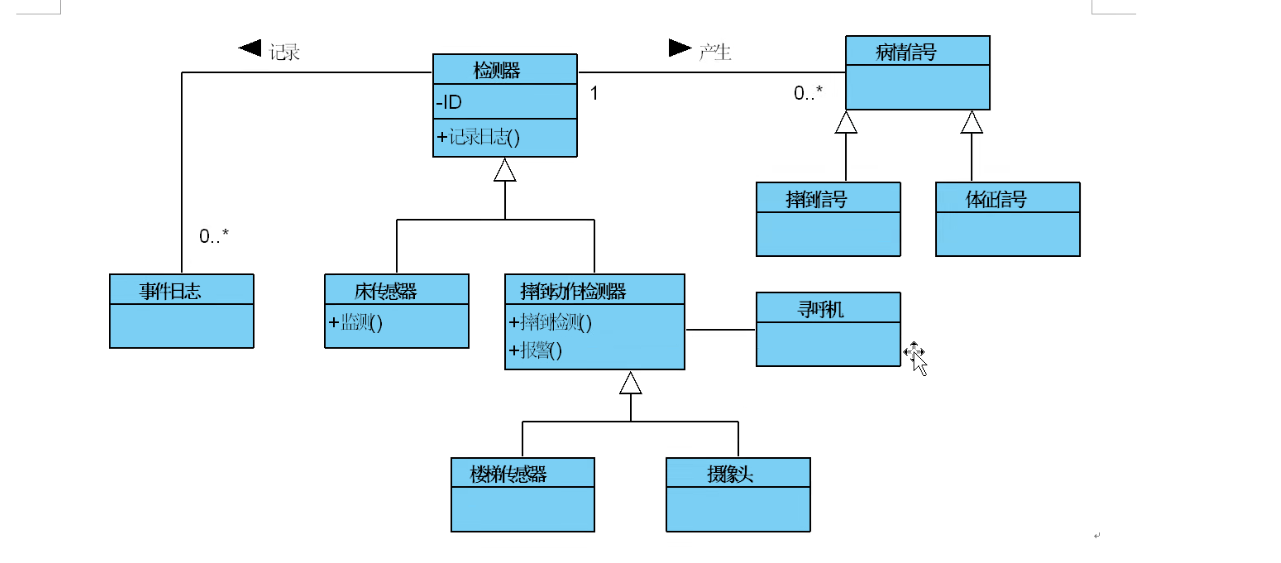 记录
产生
病情信号
检测器
1
0..*
-ID
+记录日志()
摔倒信号
体征信号
0..*
事件日志
床传感器
+监测()
摔倒动作检测器
+摔倒检测()
+报警()
寻呼机
楼梯传感器
摄像头